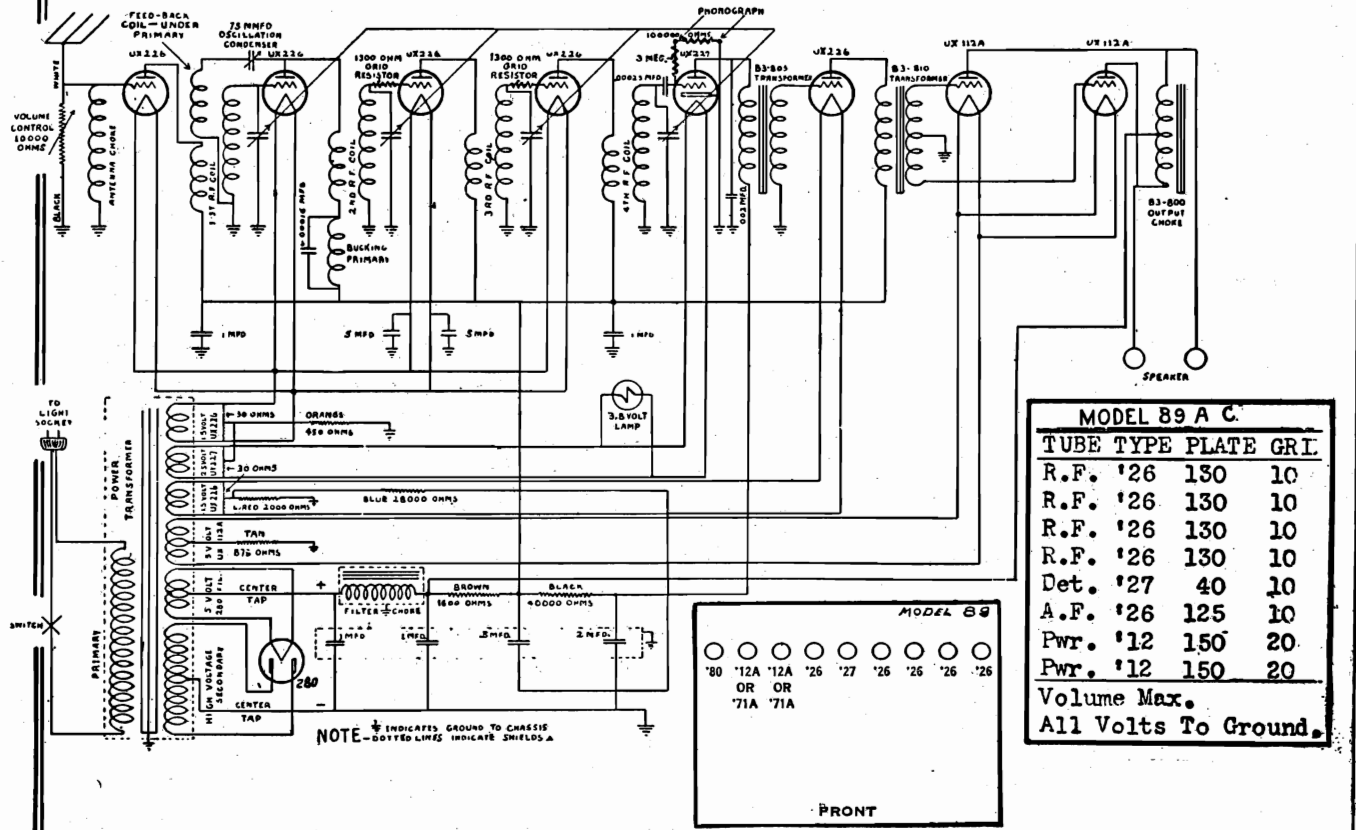 FEED-BACK
COIL—UNDER
PRIMARY
75 MMFD
OSCILLATION
CONDENSER
PHONOGRAPH
100000 OHMS
UX226
UX226
1300 OHM
GRID
RESISTOR
UX226
1300 OHM
GRID
RESISTOR
UX226
3 MEG.
UX227
.00025 MFD
B3-805
TRANSFORMER
UX226
B3-810
TRANSFORMER
UX 112A
UX 112A
WHITE
VOLUME
CONTROL
10000
OHMS
BLACK
ANTENNA CHOKE
1-ST R.F. COIL
.00016 MFD
2ND R.F. COIL
BUCKING
PRIMARY
3RD R.F. COIL
4TH R.F. COIL
.002 MFD.
B3-800
OUTPUT
CHOKE
.1 MFD
.5 MFD
.5 MFD
.1 MFD
SPEAKER
TO
LIGHT
SOCKET
SWITCH
POWER
TRANSFORMER
PRIMARY
1.5 VOLT
UX226
30 OHMS
ORANGE
450 OHMS
3.8 VOLT
LAMP
2.5 VOLT
UY227
30 OHMS
1.5 VOLT
UX226
RED 2000 OHMS
BLUE 28000 OHMS
5 VOLT
UX 112A
TAN
875 OHMS
5 VOLT
280 FIL.
CENTER
TAP
+
FILTER CHOKE
BROWN
1600 OHMS
BLACK
40000 OHMS
1MFD
2MFD.
.5MFD.
2 MFD.
280
HIGH VOLTAGE
SECONDARY
CENTER
TAP
–
NOTE - INDICATES GROUND TO CHASSIS
DOTTED LINES INDICATE SHIELDS
MODEL 89
'80 '12A '12A '26 '27 '26 '26 '26 '26
OR OR
'71A '71A
FRONT
MODEL 89 A C.
TUBE TYPE PLATE GRI
R.F. '26 130 10
R.F. '26 130 10
R.F. '26 130 10
R.F. '26 130 10
Det. '27 40 10
A.F. '26 125 10
Pwr. '12 150 20
Pwr. '12 150 20
Volume Max.
All Volts To Ground.